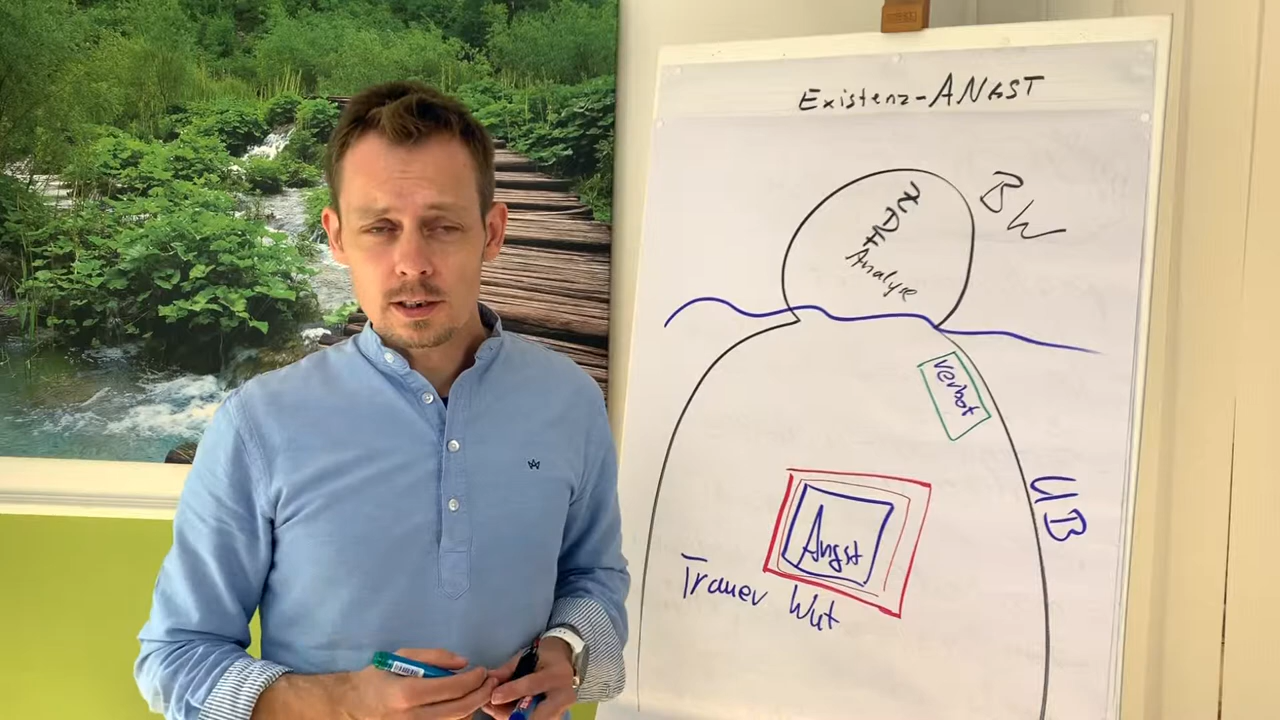 Existenz-ANGST
BW
Analyse
Verbot
UB
Angst
Trauer Wut